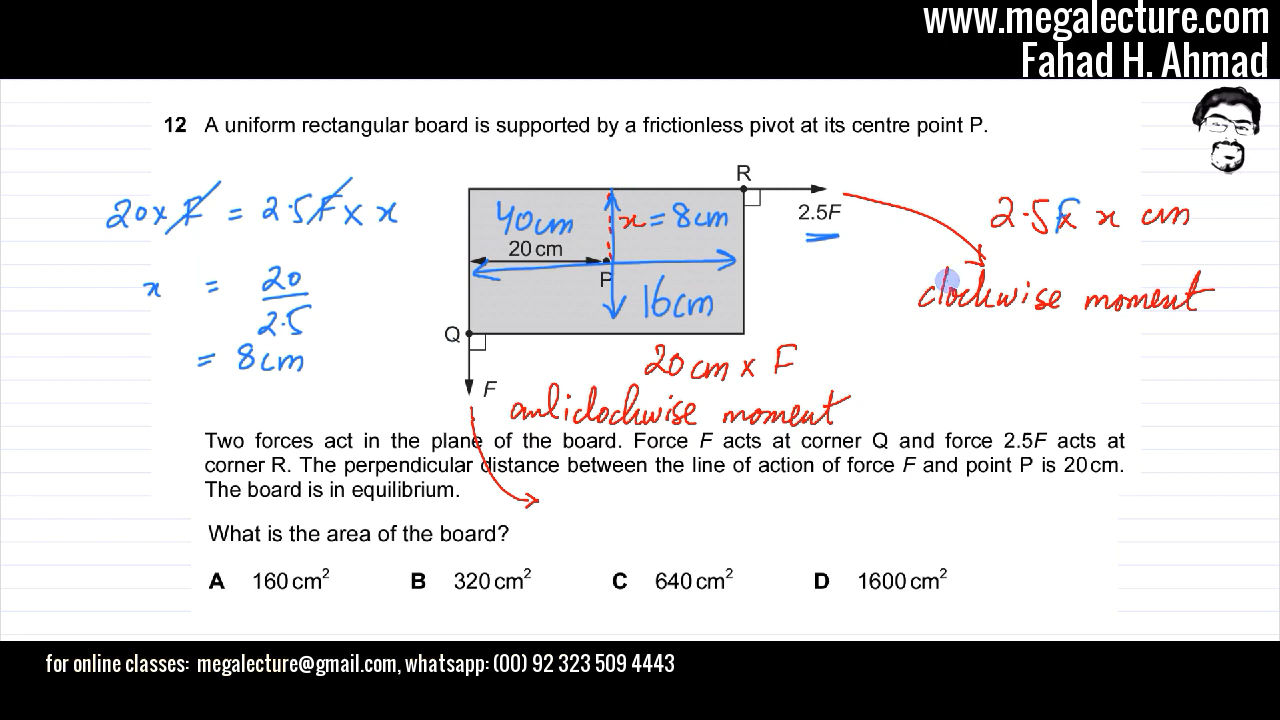 www.megalecture.com
Fahad H. Ahmad
12 A uniform rectangular board is supported by a frictionless pivot at its centre point P.
R
20 x F = 2.5F x x
40cm
x = 8cm
2.5F
2.5F x x cm
20 cm
P
x = 20
2.5
= 8cm
16cm
clockwise moment
Q
20 cm x F
F
anticlockwise moment
Two forces act in the plane of the board. Force F acts at corner Q and force 2.5F acts at
corner R. The perpendicular distance between the line of action of force F and point P is 20 cm.
The board is in equilibrium.
What is the area of the board?
A 160 cm² B 320 cm² C 640 cm² D 1600 cm²
for online classes: megalecture@gmail.com, whatsapp: (00) 92 323 509 4443